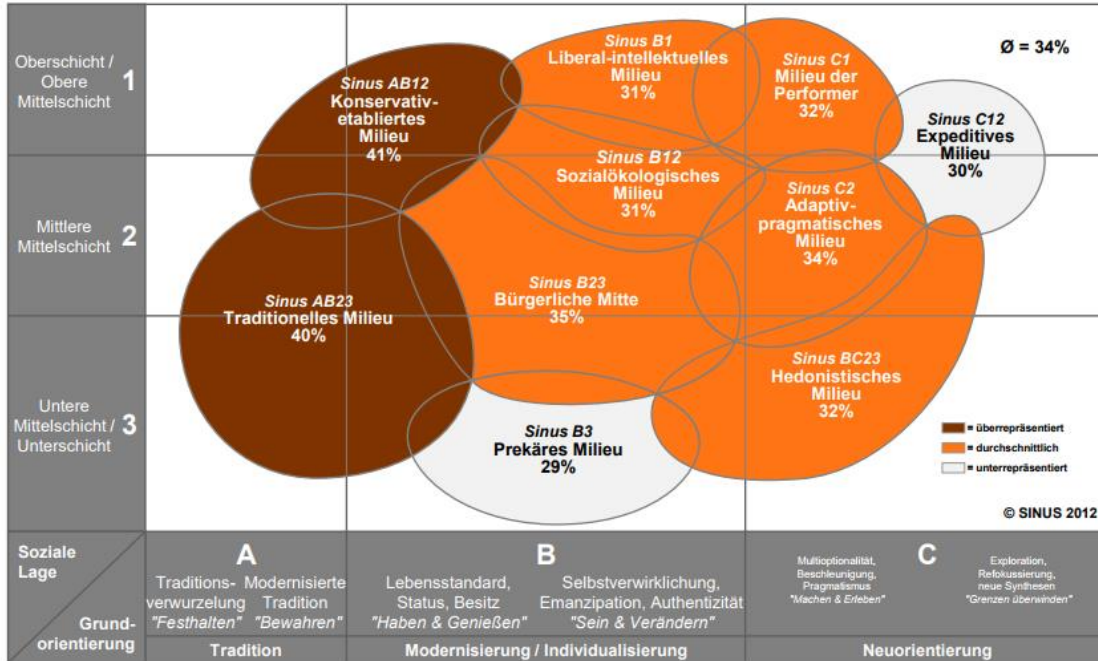 Oberschicht /
Obere
Mittelschicht
1
Mittlere
Mittelschicht
2
Untere
Mittelschicht /
Unterschicht
3
Sinus AB12
Konservativ-
etabliertes
Milieu
41%
Sinus B1
Liberal-intellektuelles
Milieu
31%
Sinus C1
Milieu der
Performer
32%
Ø = 34%
Sinus C12
Expeditives
Milieu
30%
Sinus B12
Sozialökologisches
Milieu
31%
Sinus C2
Adaptiv-
pragmatisches
Milieu
34%
Sinus AB23
Traditionelles Milieu
40%
Sinus B23
Bürgerliche Mitte
35%
Sinus BC23
Hedonistisches
Milieu
32%
Sinus B3
Prekäres Milieu
29%
= überrepräsentiert
= durchschnittlich
= unterrepräsentiert
© SINUS 2012
Soziale
Lage
Grund-
orientierung
A
Traditions-
verwurzelung
"Festhalten"
Modernisierte
Tradition
"Bewahren"
Tradition
B
Lebensstandard,
Status, Besitz
"Haben & Genießen"
Selbstverwirklichung,
Emanzipation, Authentizität
"Sein & Verändern"
Modernisierung / Individualisierung
C
Multioptionalität,
Beschleunigung,
Pragmatismus
"Machen & Erleben"
Exploration,
Refokussierung,
neue Synthesen
"Grenzen überwinden"
Neuorientierung